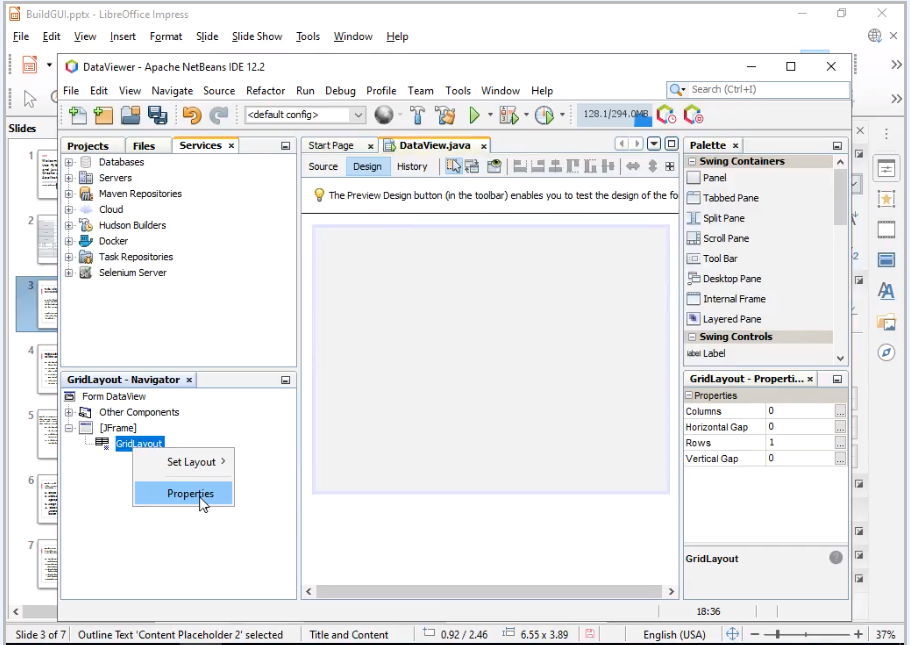 BuildGUI.pptx - LibreOffice Impress
File Edit View Insert Format Slide Slide Show Tools Window Help
DataViewer - Apache NetBeans IDE 12.2
File Edit View Navigate Source Refactor Run Debug Profile Team Tools Window Help
Search (Ctrl+I)
<default config>
128.1/294.0MB
Slides
Projects Files Services
Databases
Servers
Maven Repositories
Cloud
Hudson Builders
Docker
Task Repositories
Selenium Server
Start Page DataView.java
Source Design History
The Preview Design button (in the toolbar) enables you to test the design of the fo
Palette
Swing Containers
Panel
Tabbed Pane
Split Pane
Scroll Pane
Tool Bar
Desktop Pane
Internal Frame
Layered Pane
Swing Controls
label Label
GridLayout - Navigator
Form DataView
Other Components
[JFrame]
GridLayout
Set Layout
Properties
GridLayout - Properti...
Properties
Columns 0 ...
Horizontal Gap 0 ...
Rows 1 ...
Vertical Gap 0 ...
GridLayout
18:36
1
2
3
4
5
6
7
Slide 3 of 7 Outline Text 'Content Placeholder 2' selected Title and Content 0.92 / 2.46 6.55 x 3.89 English (USA) 37%